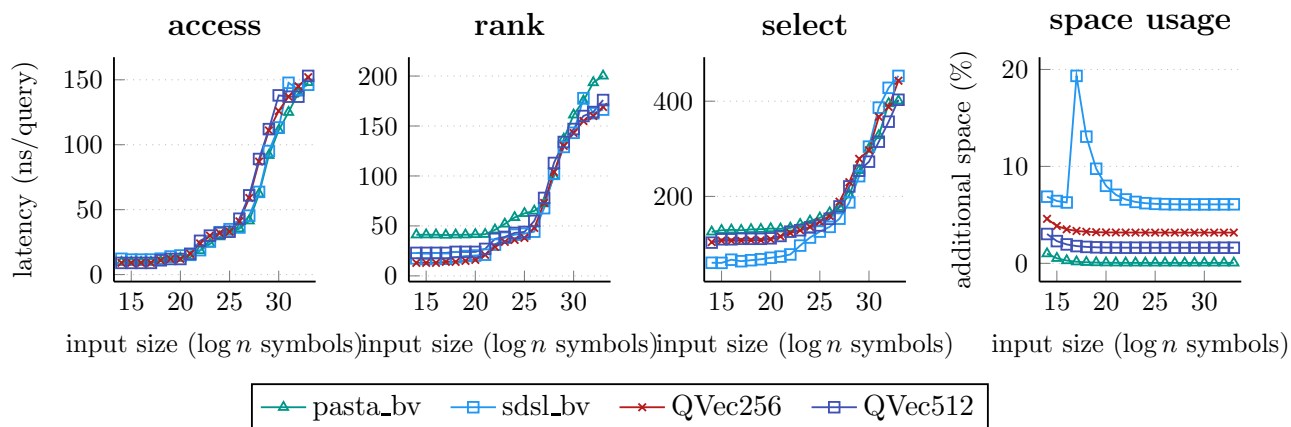 access
rank
select
space usage
latency (ns/query)
0
50
100
150
15 20 25 30
input size (log n symbols)
0
50
100
150
200
15 20 25 30
input size (log n symbols)
200
400
15 20 25 30
input size (log n symbols)
additional space (%)
0
10
20
15 20 25 30
input size (log n symbols)
pasta_bv sdsl_bv QVec256 QVec512